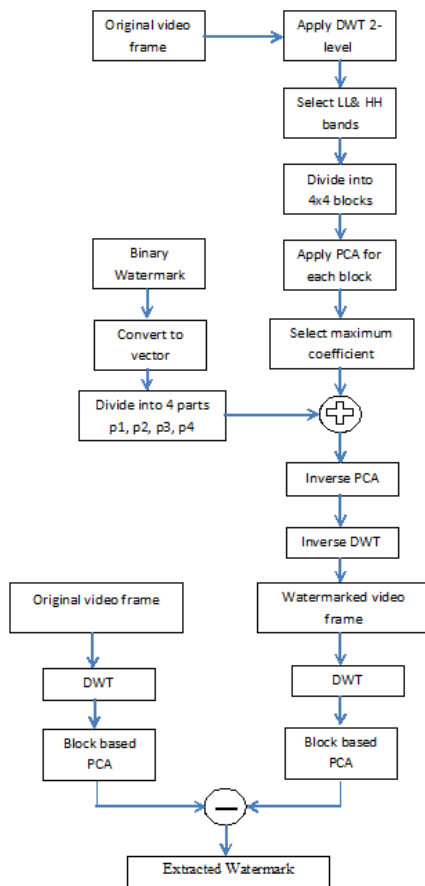 Original video
frame
Apply DWT 2-
level
Select LL& HH
bands
Divide into
4x4 blocks
Binary
Watermark
Apply PCA for
each block
Convert to
vector
Select maximum
coefficient
Divide into 4 parts
p1, p2, p3, p4
Inverse PCA
Inverse DWT
Original video frame
Watermarked video
frame
DWT
DWT
Block based
PCA
Block based
PCA
Extracted Watermark